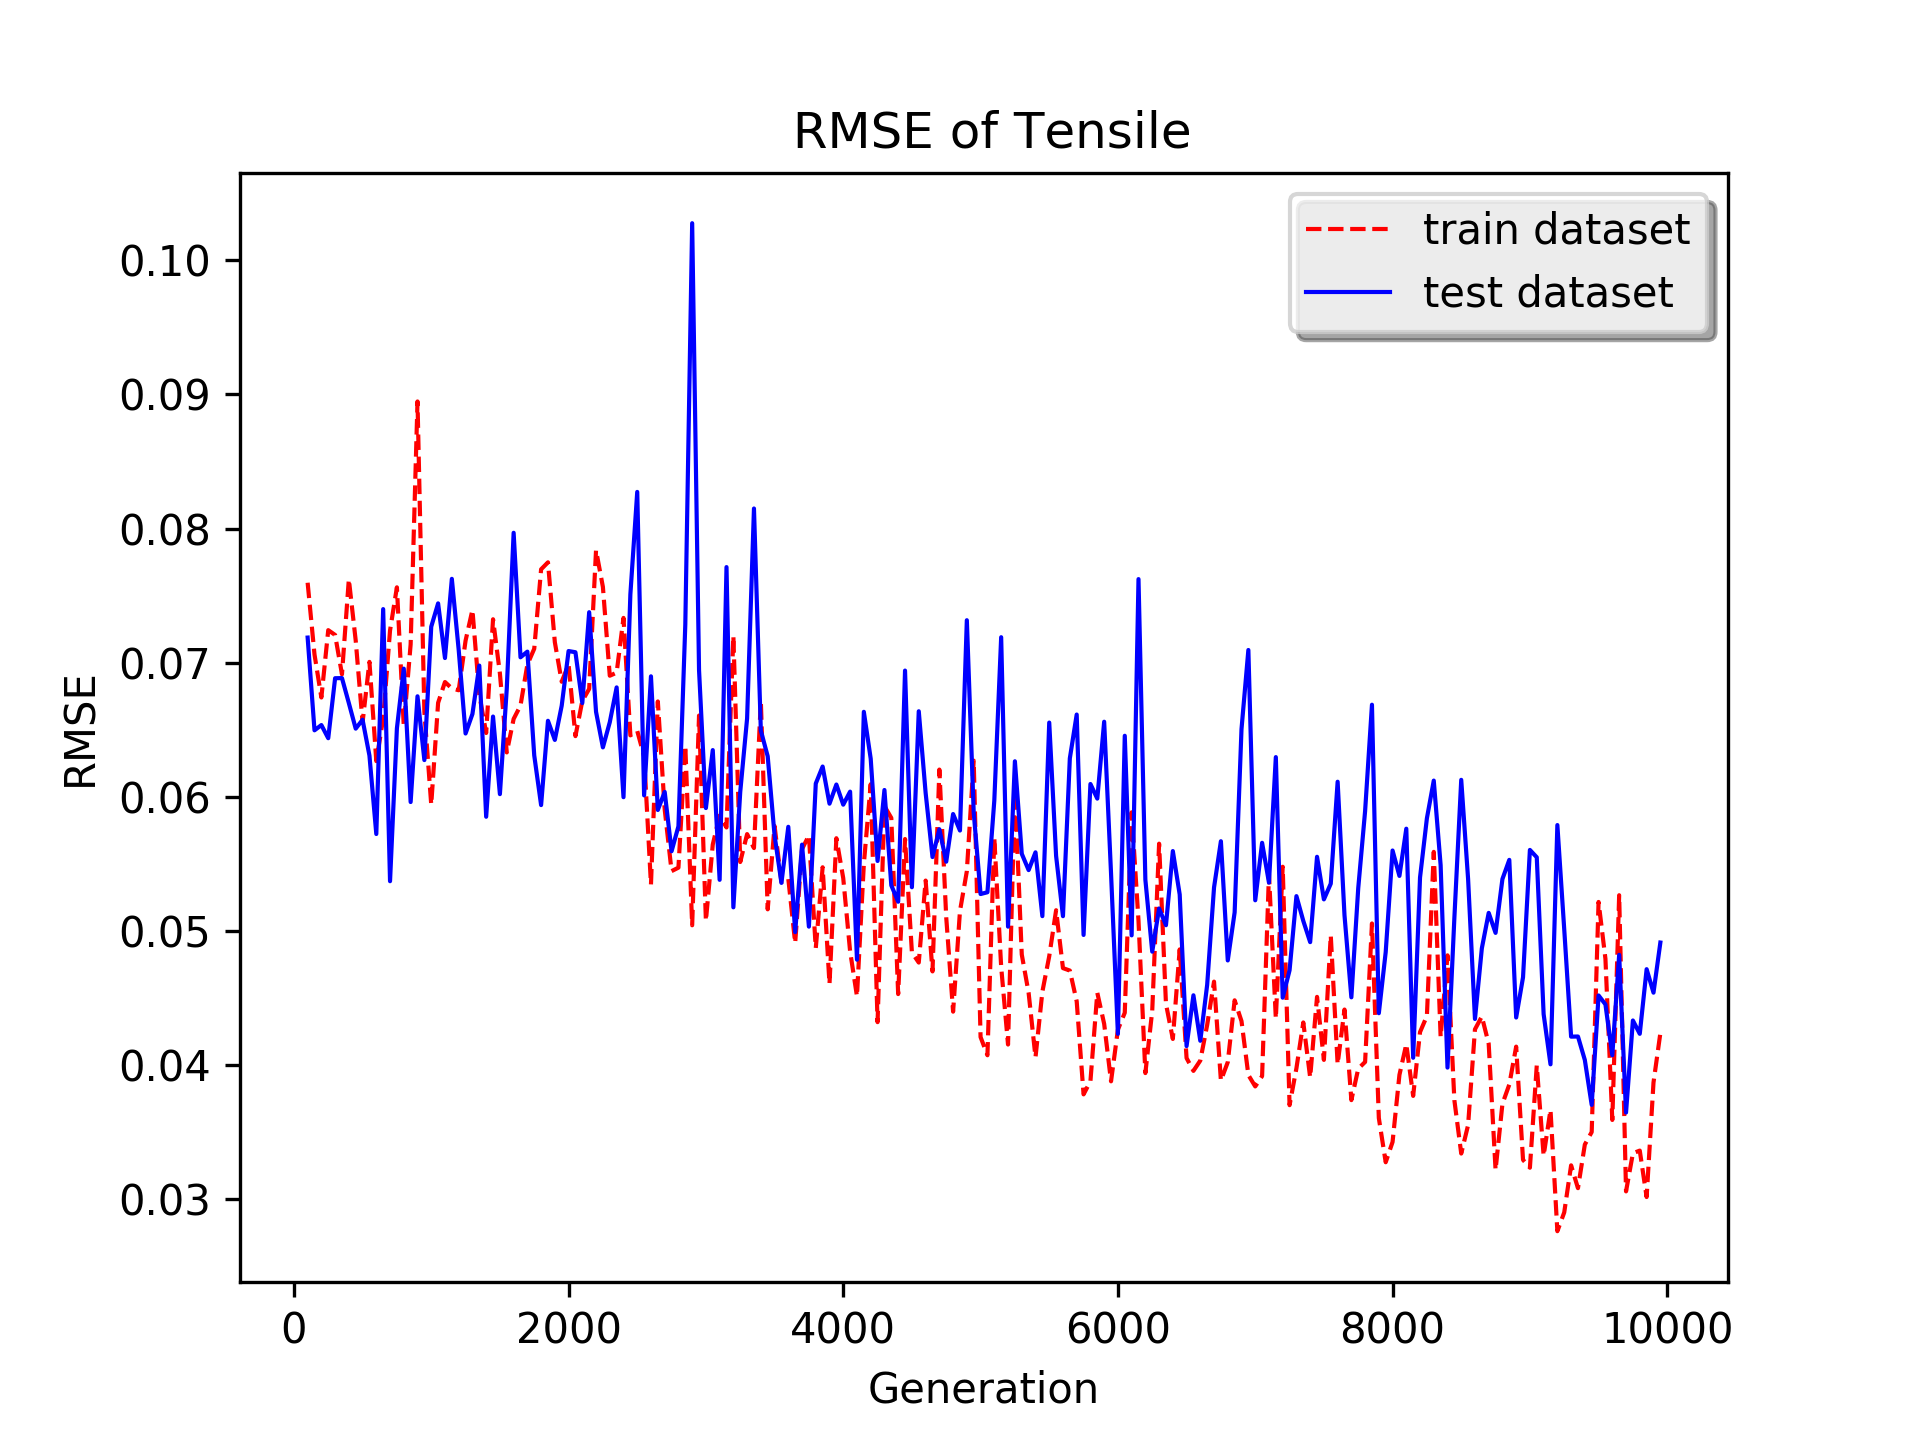 RMSE of Tensile
train dataset
test dataset
0.10
0.09
0.08
0.07
0.06
0.05
0.04
0.03
RMSE
0 2000 4000 6000 8000 10000
Generation